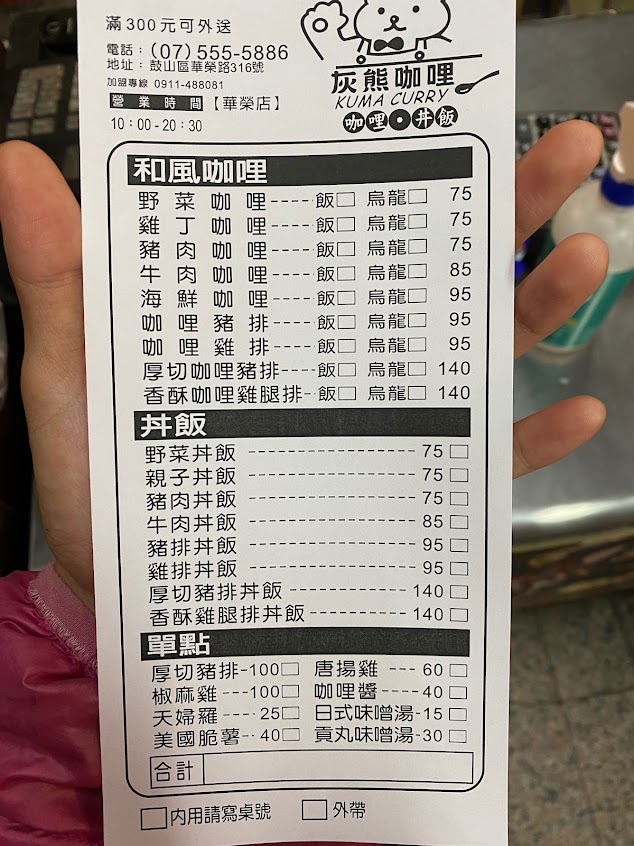 滿300元可外送
電話：(07) 555-5886
地址：鼓山區華榮路316號
加盟專線 0911-488081
營業時間【華榮店】
10：00-20：30
灰熊咖哩
KUMA CURRY
咖哩●丼飯
和風咖哩
野菜咖哩----飯□ 烏龍□ 75
雞丁咖哩----飯□ 烏龍□ 75
豬肉咖哩----飯□ 烏龍□ 75
牛肉咖哩----飯□ 烏龍□ 85
海鮮咖哩----飯□ 烏龍□ 95
咖哩豬排----飯□ 烏龍□ 95
咖哩雞排----飯□ 烏龍□ 95
厚切咖哩豬排--飯□ 烏龍□ 140
香酥咖哩雞腿排-飯□ 烏龍□ 140
丼飯
野菜丼飯 ---------------- 75 □
親子丼飯 ---------------- 75 □
豬肉丼飯 ---------------- 75 □
牛肉丼飯 ---------------- 85 □
豬排丼飯 ---------------- 95 □
雞排丼飯 ---------------- 95 □
厚切豬排丼飯 ------------ 140 □
香酥雞腿排丼飯 ---------- 140 □
單點
厚切豬排-100□ 唐揚雞 --- 60 □
椒麻雞---100□ 咖哩醬 ---- 40 □
天婦羅---- 25□ 日式味噌湯-15 □
美國脆薯-- 40□ 貢丸味噌湯-30 □
合計
□內用請寫桌號 □外帶